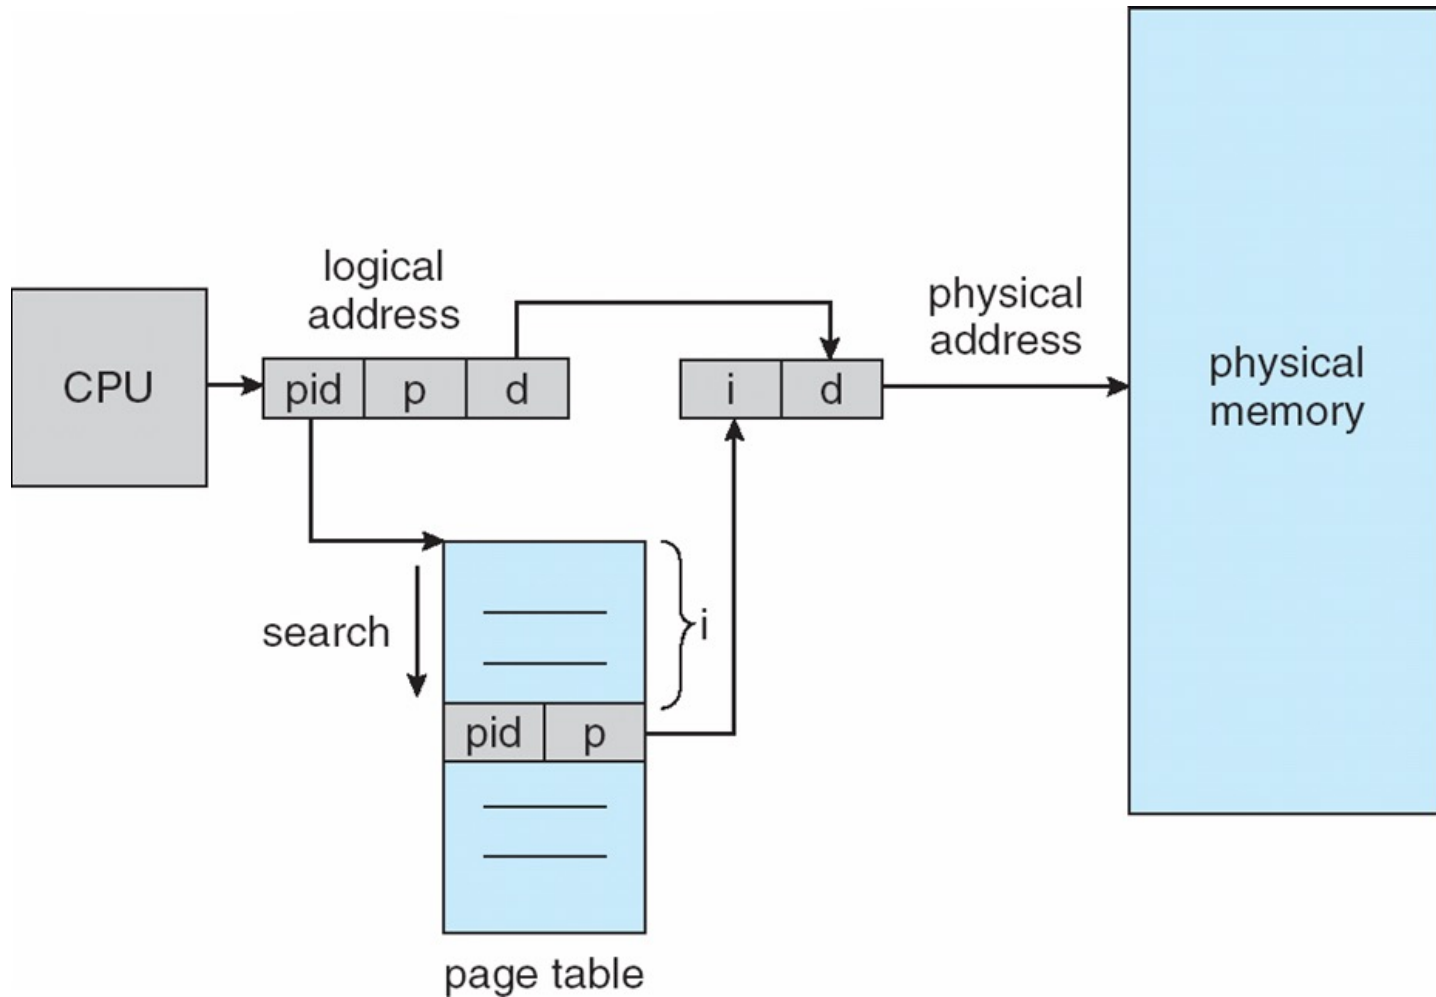 logical
address
physical
address
CPU
pid
p
d
i
d
physical
memory
search
i
pid
p
page table